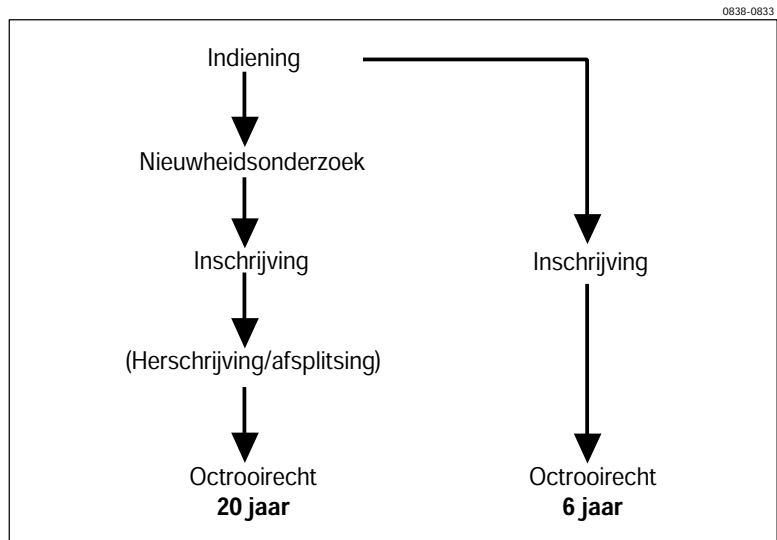 0838-0833
Indiening
Nieuwheidsonderzoek
Inschrijving
Inschrijving
(Herschrijving/afsplitsing)
Octrooirecht
20 jaar
Octrooirecht
6 jaar